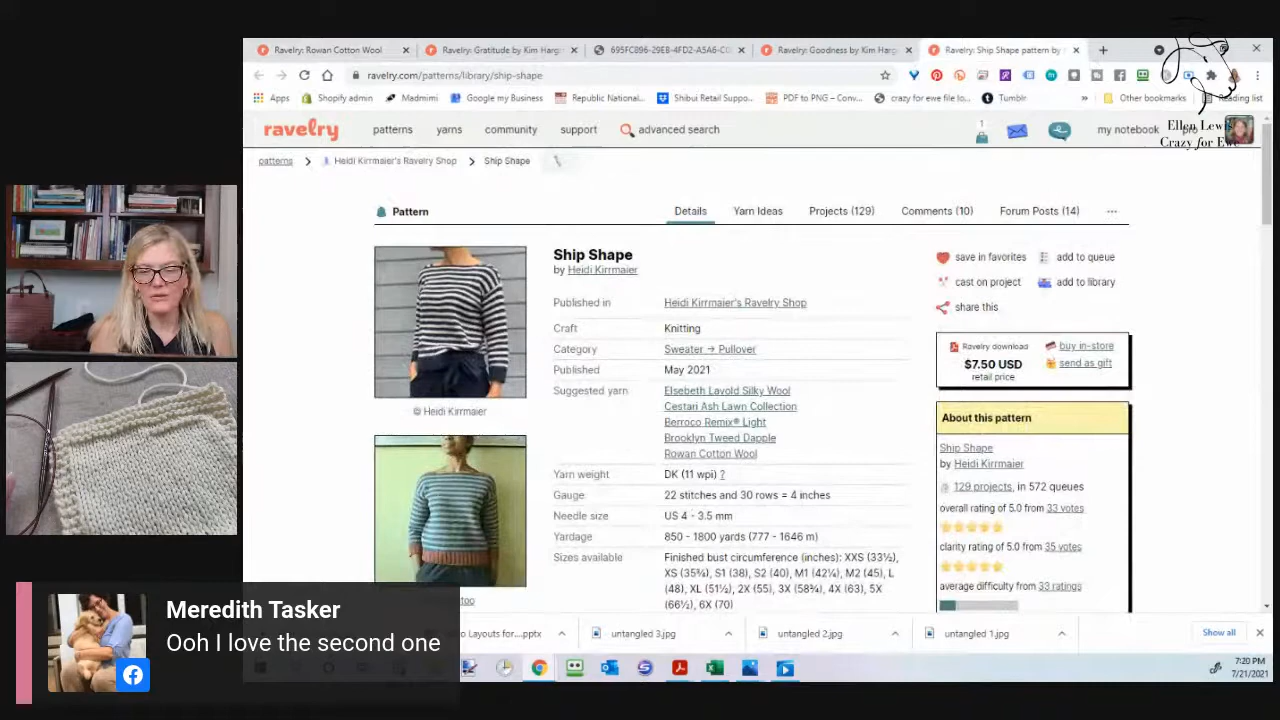 Ravelry: Rowan Cotton Wool
Ravelry: Gratitude by Kim Harg
695FC896-29EB-4FD2-A5A6-C0
Ravelry: Goodness by Kim Harg
Ravelry: Ship Shape pattern by
ravelry.com/patterns/library/ship-shape
Apps
Shopify admin
Madmimi
Google my Business
Republic National...
Shibui Retail Suppo...
PDF to PNG – Conv...
crazy for ewe file lo...
Tumblr
»
Other bookmarks
Reading list
ravelry
patterns
yarns
community
support
advanced search
1
my notebook
pro
Ellen Lewis
Crazy for Ewe
patterns
Heidi Kirrmaier's Ravelry Shop
Ship Shape
Pattern
Details
Yarn Ideas
Projects (129)
Comments (10)
Forum Posts (14)
...
Ship Shape
by Heidi Kirrmaier
Published in
Heidi Kirrmaier's Ravelry Shop
Craft
Knitting
Category
Sweater → Pullover
Published
May 2021
Suggested yarn
Elsebeth Lavold Silky Wool
Cestari Ash Lawn Collection
Berroco Remix® Light
Brooklyn Tweed Dapple
Rowan Cotton Wool
Yarn weight
DK (11 wpi) ?
Gauge
22 stitches and 30 rows = 4 inches
Needle size
US 4 - 3.5 mm
Yardage
850 - 1800 yards (777 - 1646 m)
Sizes available
Finished bust circumference (inches): XXS (33½),
XS (35¾), S1 (38), S2 (40), M1 (42¼), M2 (45), L
(48), XL (51½), 2X (55), 3X (58¾), 4X (63), 5X
(66½), 6X (70)
© Heidi Kirrmaier
save in favorites
add to queue
cast on project
add to library
share this
Ravelry download
$7.50 USD
retail price
buy in-store
send as gift
About this pattern
Ship Shape
by Heidi Kirrmaier
129 projects, in 572 queues
overall rating of 5.0 from 33 votes
clarity rating of 5.0 from 35 votes
average difficulty from 33 ratings
Meredith Tasker
Ooh I love the second one
Layouts for....pptx
untangled 3.jpg
untangled 2.jpg
untangled 1.jpg
Show all
7:20 PM
7/21/2021